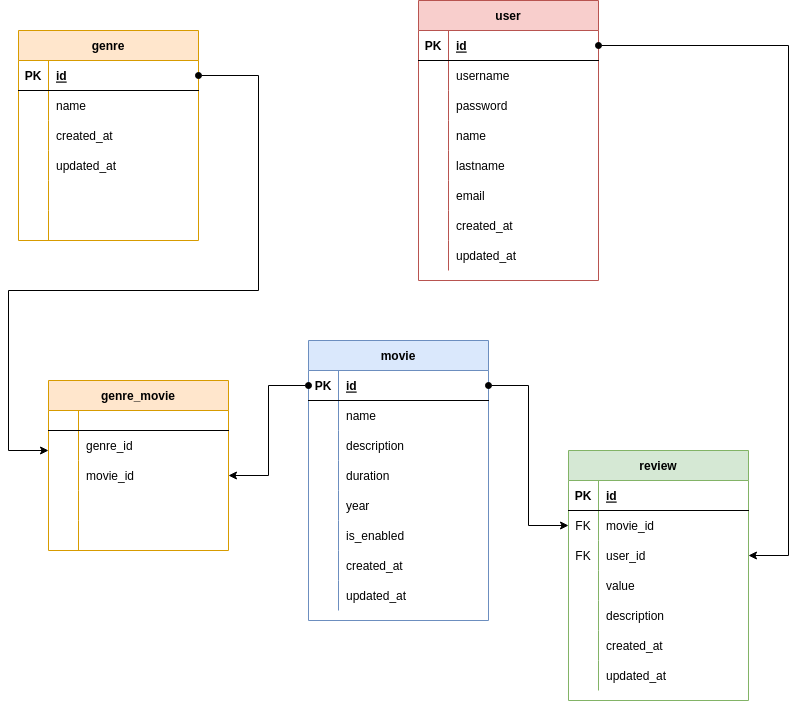 user
PK id
username
password
name
lastname
email
created_at
updated_at
genre
PK id
name
created_at
updated_at
movie
PK id
name
description
duration
year
is_enabled
created_at
updated_at
genre_movie
genre_id
movie_id
review
PK id
FK movie_id
FK user_id
value
description
created_at
updated_at